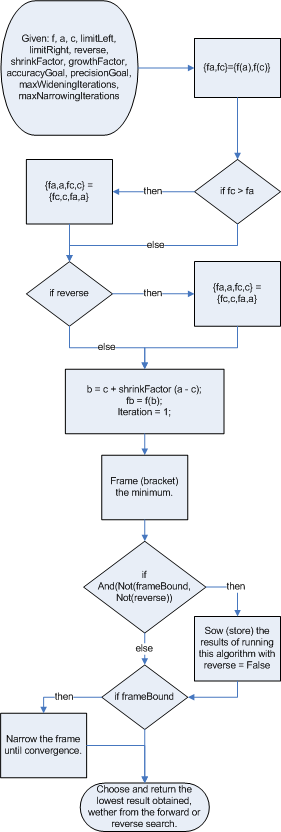 Given: f, a, c, limitLeft,
limitRight, reverse,
shrinkFactor, growthFactor,
accuracyGoal, precisionGoal,
maxWideningIterations,
maxNarrowingIterations
{fa,fc}={f(a),f(c)}
if fc > fa
then
{fa,a,fc,c} =
{fc,c,fa,a}
else
if reverse
then
{fa,a,fc,c} =
{fc,c,fa,a}
else
b = c + shrinkFactor (a - c);
fb = f(b);
Iteration = 1;
Frame (bracket)
the minimum.
if
And(Not(frameBound,
Not(reverse))
then
else
Sow (store) the
results of running
this algorithm with
reverse = False
if frameBound
then
Narrow the frame
until convergence.
Choose and return the
lowest result obtained,
wether from the forward or
reverse search.